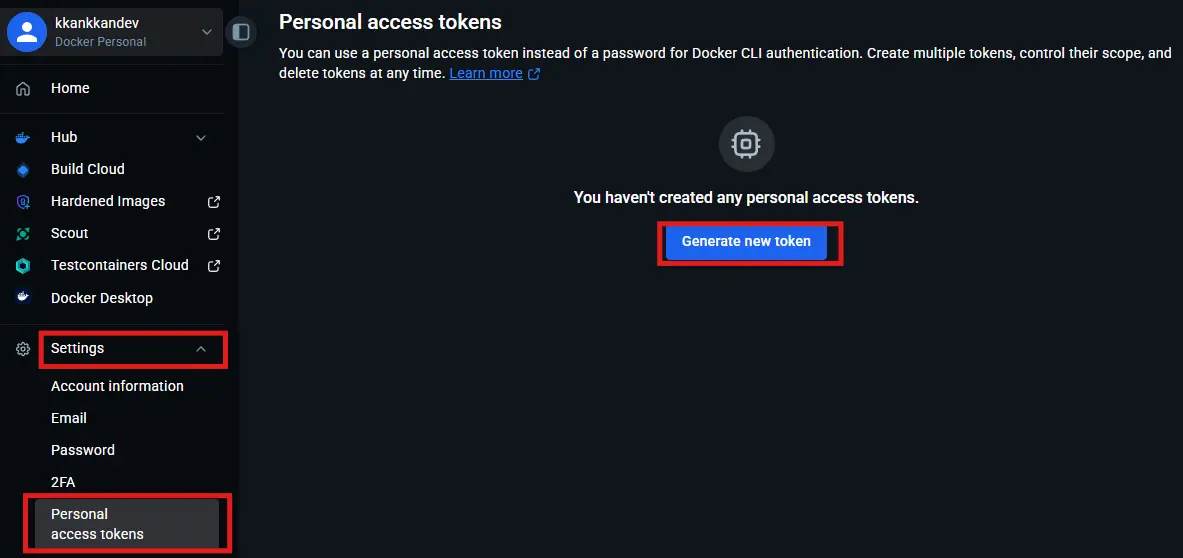 kkankkandev
Docker Personal
Home
Hub
Build Cloud
Hardened Images
Scout
Testcontainers Cloud
Docker Desktop
Settings
Account information
Email
Password
2FA
Personal
access tokens
Personal access tokens
You can use a personal access token instead of a password for Docker CLI authentication. Create multiple tokens, control their scope, and
delete tokens at any time. Learn more
You haven't created any personal access tokens.
Generate new token